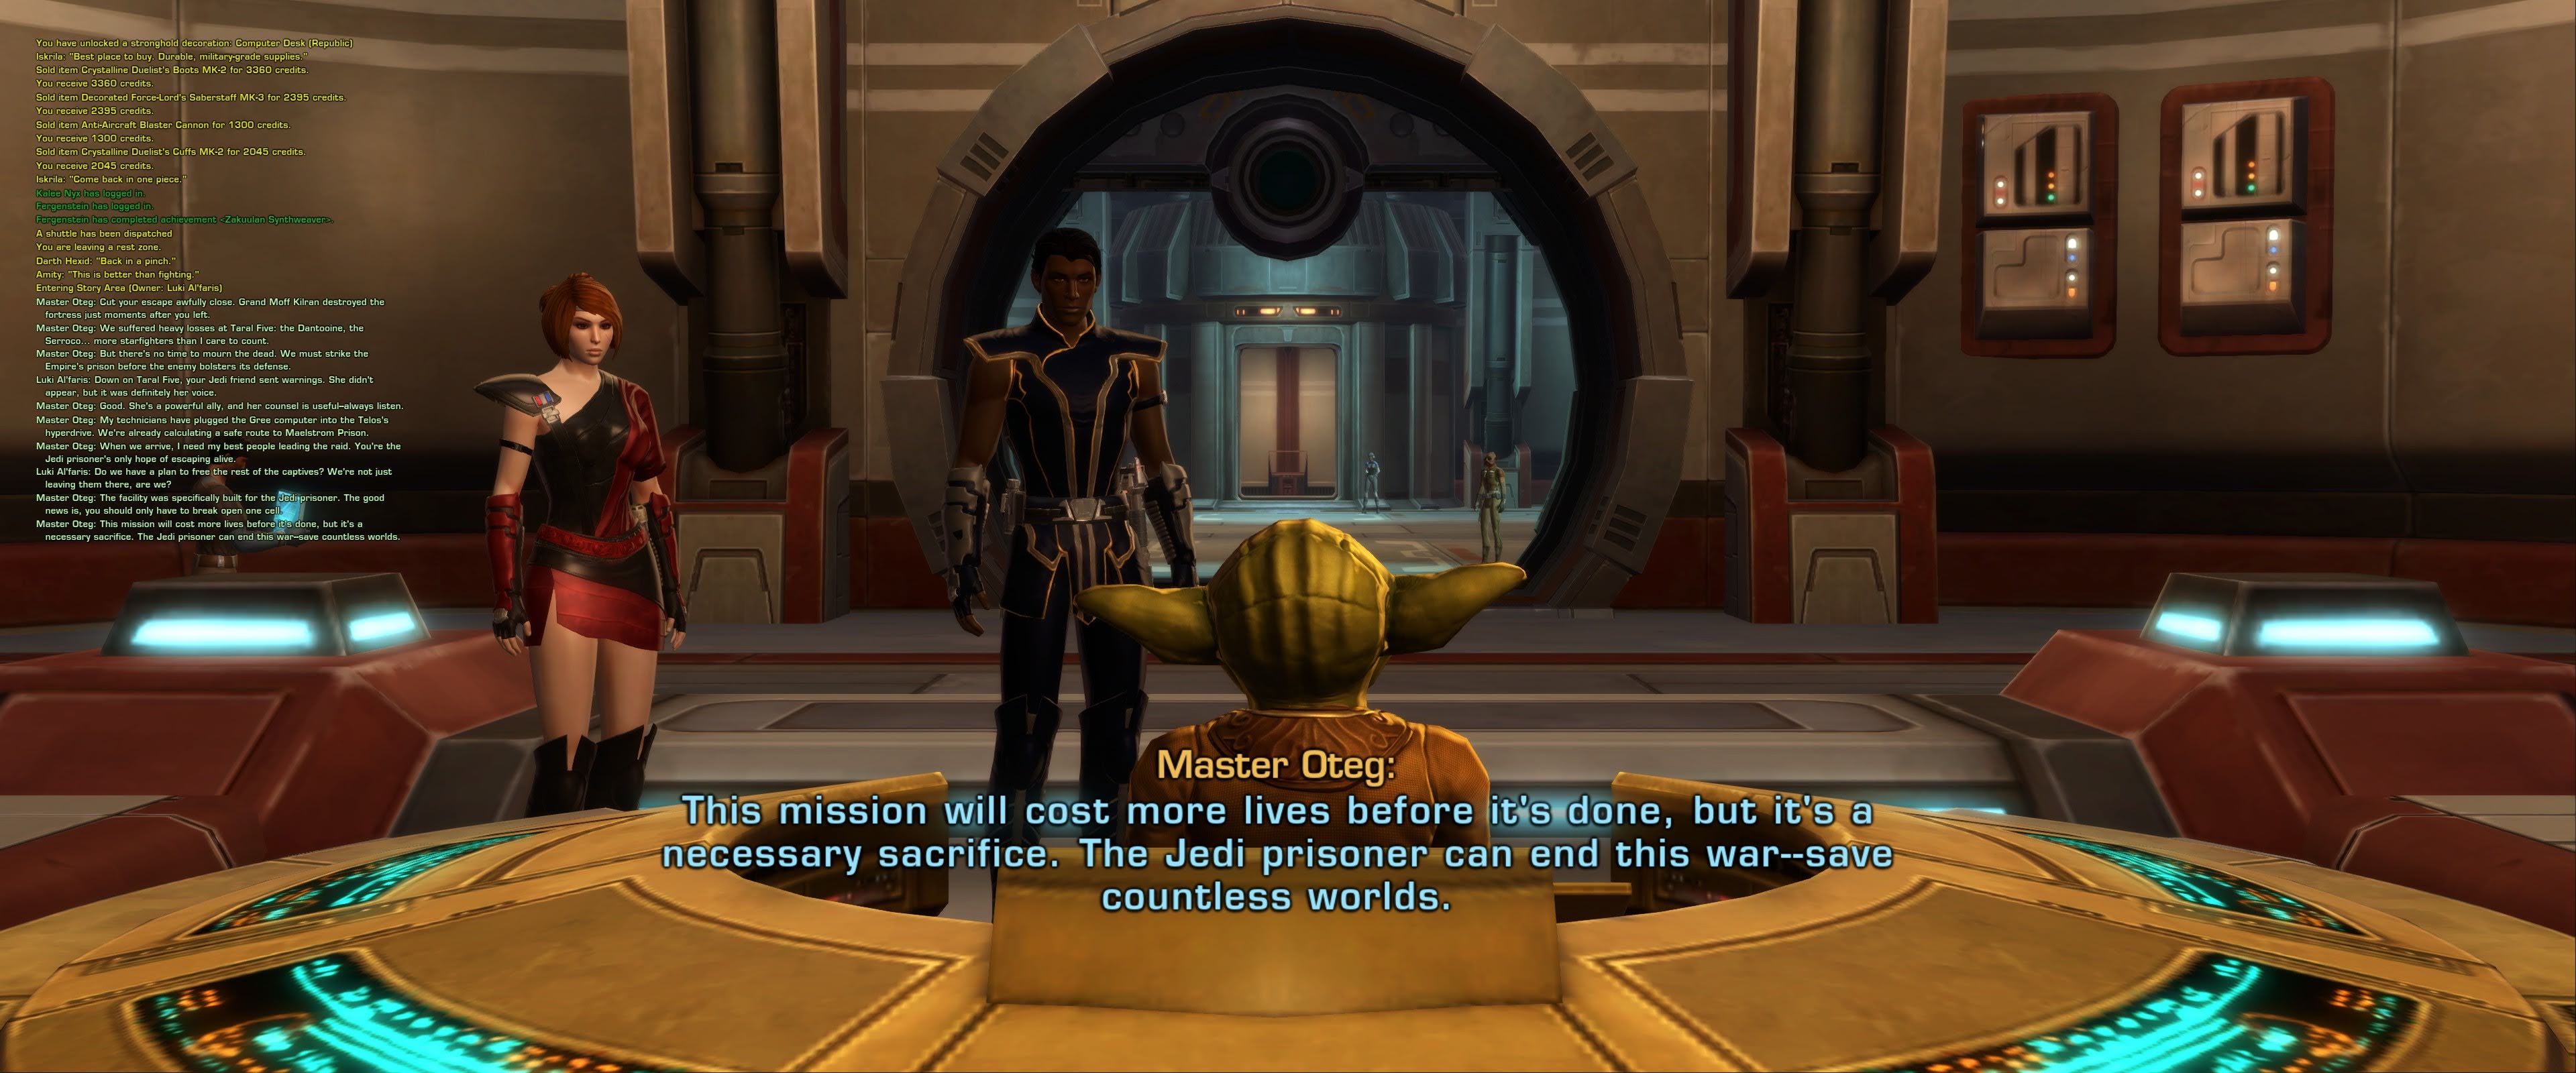 You have unlocked a stronghold decoration: Computer Desk (Republic)
Iskrila: "Best place to buy. Durable, military-grade supplies."
Sold item Crystalline Duelist's Boots MK-2 for 3360 credits.
You receive 3360 credits.
Sold item Decorated Force-Lord's Saberstaff MK-3 for 2395 credits.
You receive 2395 credits.
Sold item Anti-Aircraft Blaster Cannon for 1300 credits.
You receive 1300 credits.
Sold item Crystalline Duelist's Cuffs MK-2 for 2045 credits.
You receive 2045 credits.
Iskrila: "Come back in one piece."
Kalee Nyx has logged in.
Fergenstein has logged in.
Fergenstein has completed achievement <Zakuulan Synthweaver>.
A shuttle has been dispatched
You are leaving a rest zone.
Darth Hexid: "Back in a pinch."
Amity: "This is better than fighting."
Entering Story Area (Owner: Luki Al'faris)
Master Oteg: Cut your escape awfully close. Grand Moff Kilran destroyed the
fortress just moments after you left.
Master Oteg: We suffered heavy losses at Taral Five: the Dantooine, the
Serroco... more starfighters than I care to count.
Master Oteg: But there's no time to mourn the dead. We must strike the
Empire's prison before the enemy bolsters its defense.
Luki Al'faris: Down on Taral Five, your Jedi friend sent warnings. She didn't
appear, but it was definitely her voice.
Master Oteg: Good. She's a powerful ally, and her counsel is useful--always listen.
Master Oteg: My technicians have plugged the Gree computer into the Telos's
hyperdrive. We're already calculating a safe route to Maelstrom Prison.
Master Oteg: When we arrive, I need my best people leading the raid. You're the
Jedi prisoner's only hope of escaping alive.
Luki Al'faris: Do we have a plan to free the rest of the captives? We're not just
leaving them there, are we?
Master Oteg: The facility was specifically built for the Jedi prisoner. The good
news is, you should only have to break open one cell.
Master Oteg: This mission will cost more lives before it's done, but it's a
necessary sacrifice. The Jedi prisoner can end this war--save countless worlds.
Master Oteg:
This mission will cost more lives before it's done, but it's a
necessary sacrifice. The Jedi prisoner can end this war--save
countless worlds.